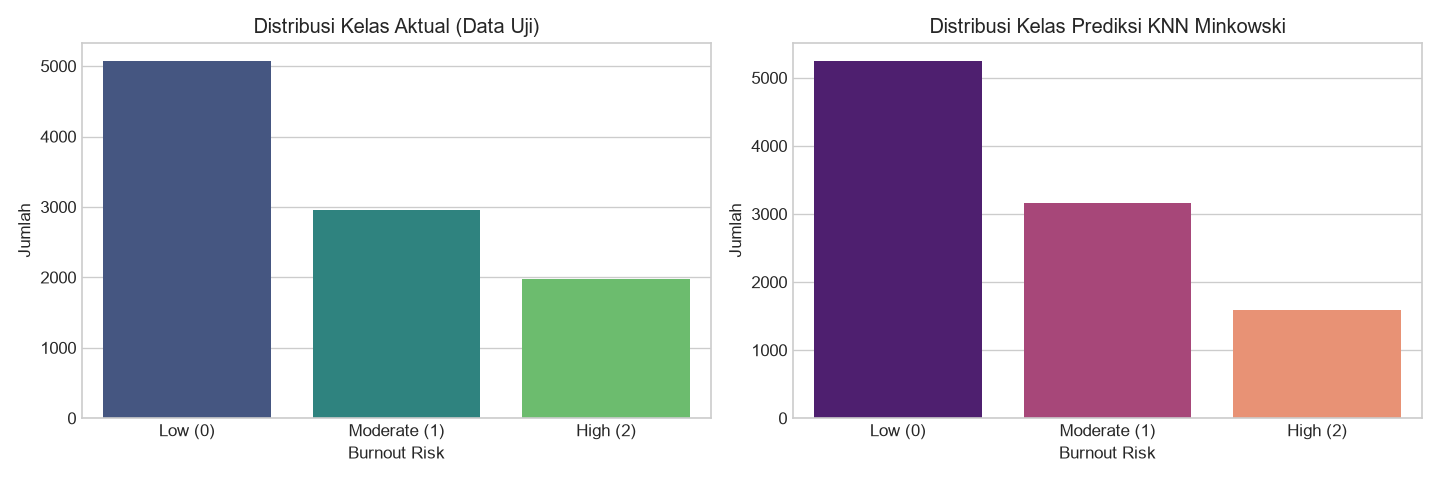 Distribusi Kelas Aktual (Data Uji)
Jumlah
5000
4000
3000
2000
1000
0
Low (0)
Moderate (1)
High (2)
Burnout Risk
Distribusi Kelas Prediksi KNN Minkowski
Jumlah
5000
4000
3000
2000
1000
0
Low (0)
Moderate (1)
High (2)
Burnout Risk